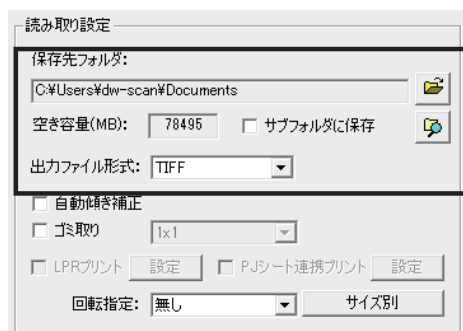 読み取り設定
保存先フォルダ:
C:¥Users¥dw-scan¥Documents
空き容量(MB): 78495 サブフォルダに保存
出力ファイル形式: TIFF
自動傾き補正
ゴミ取り 1x1
LPRプリント 設定 PJシート連携プリント 設定
回転指定: 無し サイズ別